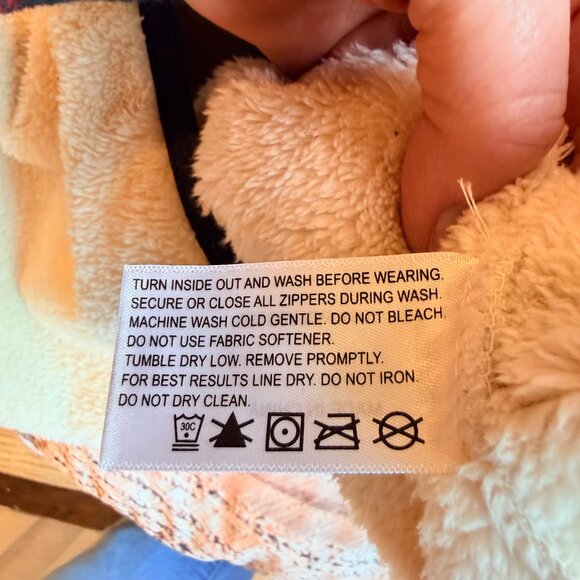 TURN INSIDE OUT AND WASH BEFORE WEARING.
SECURE OR CLOSE ALL ZIPPERS DURING WASH.
MACHINE WASH COLD GENTLE. DO NOT BLEACH.
DO NOT USE FABRIC SOFTENER.
TUMBLE DRY LOW. REMOVE PROMPTLY.
FOR BEST RESULTS LINE DRY. DO NOT IRON.
DO NOT DRY CLEAN.
30C